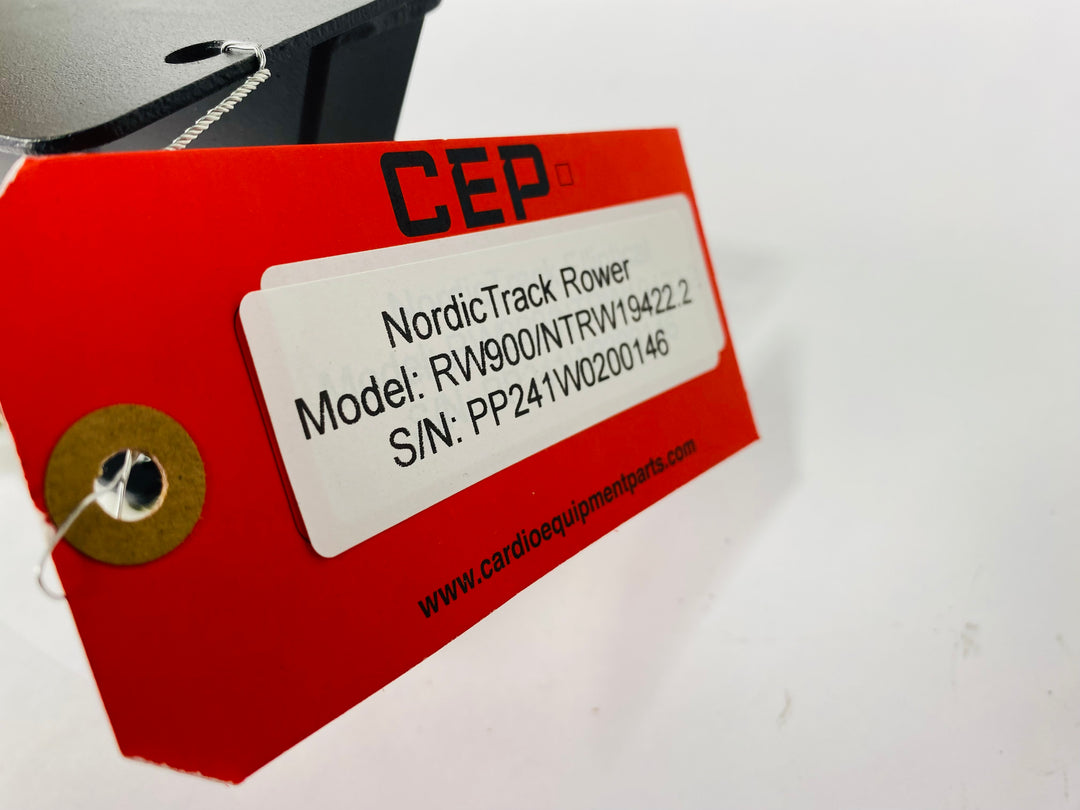 CEP
NordicTrack Rower
Model: RW900/NTRW19422.2
S/N: PP241W0200146
www.cardioequipmentparts.com